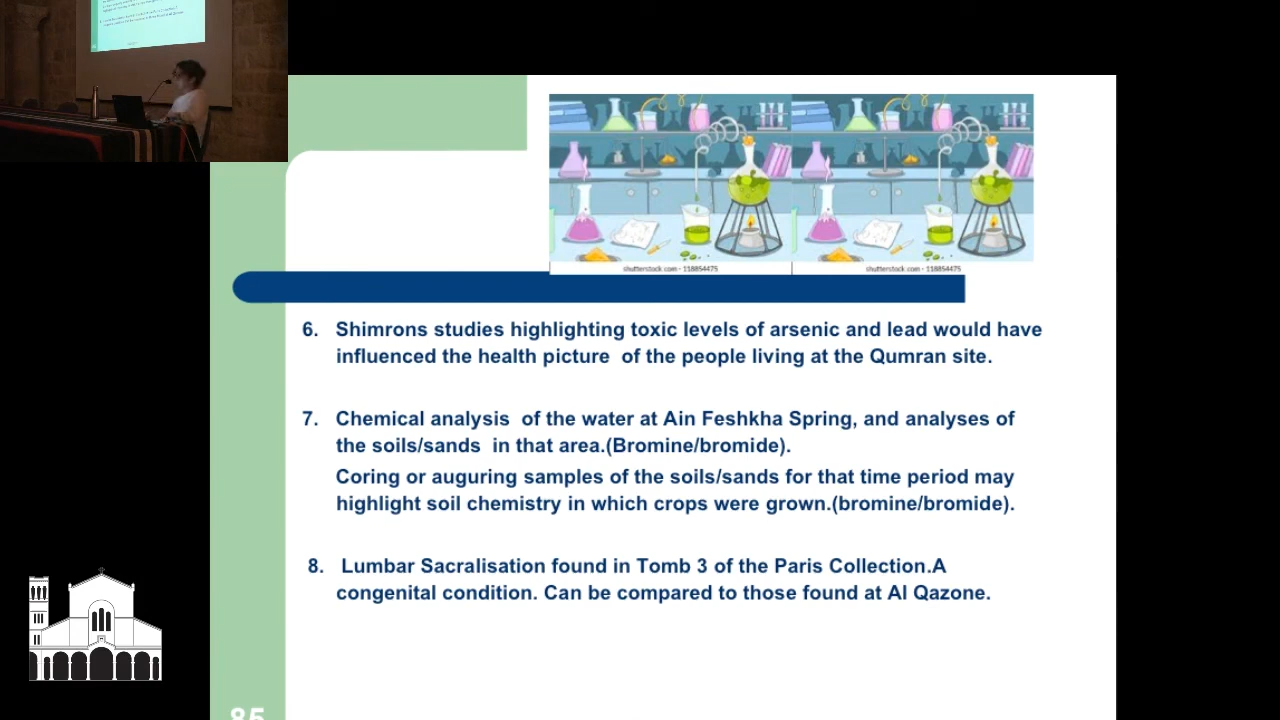 shutterstock.com · 118854475
shutterstock.com · 118854475
6. Shimrons studies highlighting toxic levels of arsenic and lead would have
influenced the health picture of the people living at the Qumran site.
7. Chemical analysis of the water at Ain Feshkha Spring, and analyses of
the soils/sands in that area.(Bromine/bromide).
Coring or auguring samples of the soils/sands for that time period may
highlight soil chemistry in which crops were grown.(bromine/bromide).
8. Lumbar Sacralisation found in Tomb 3 of the Paris Collection.A
congenital condition. Can be compared to those found at Al Qazone.
85